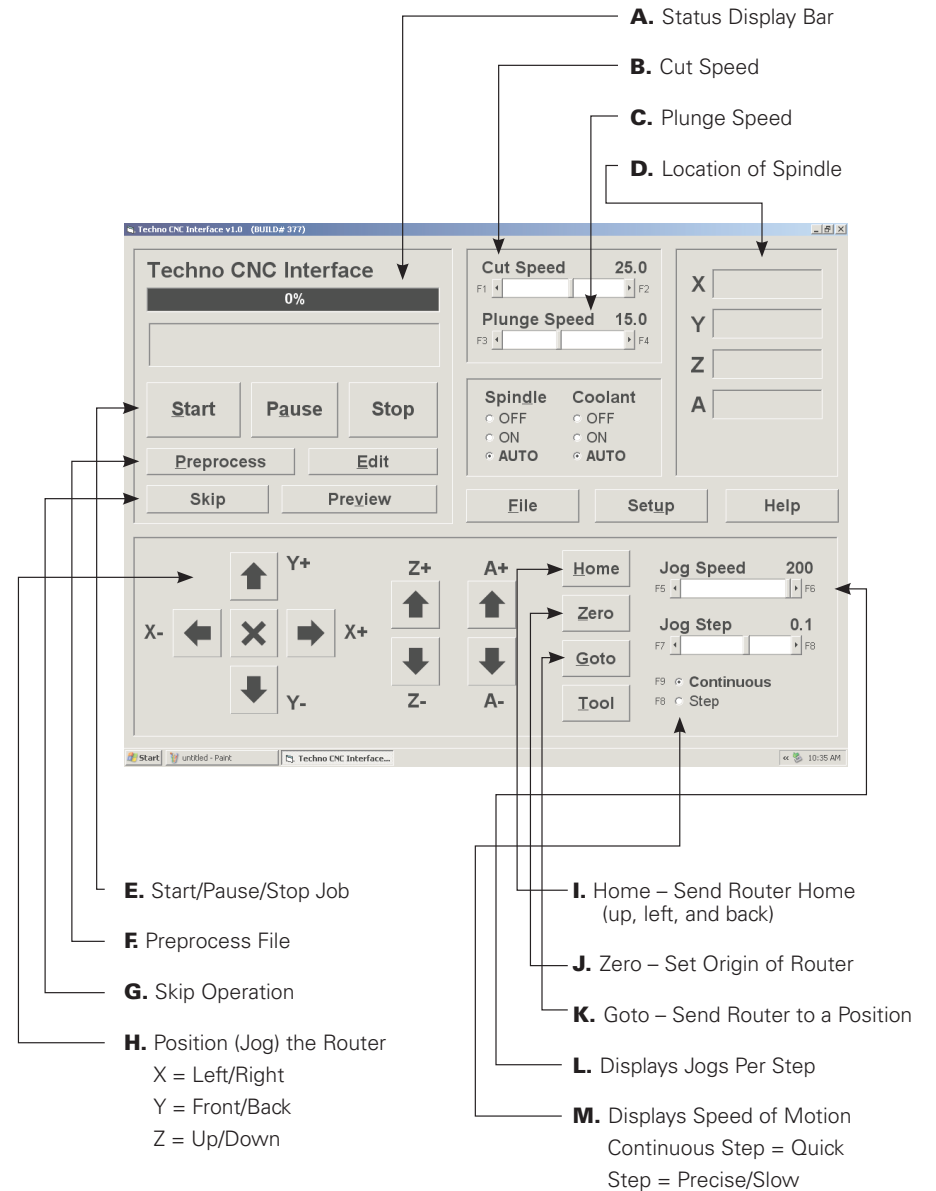 A. Status Display Bar
B. Cut Speed
C. Plunge Speed
D. Location of Spindle
Techno CNC Interface v1.0 (BUILD# 377)
Techno CNC Interface
0%
Start Pause Stop
Preprocess Edit
Skip Preview
Cut Speed 25.0
F1 F2
Plunge Speed 15.0
F3 F4
Spindle Coolant
OFF OFF
ON ON
AUTO AUTO
X
Y
Z
A
File Setup Help
Y+
X- X+
Y-
Z+ A+
Z- A-
Home
Zero
Goto
Tool
Jog Speed 200
F5 F6
Jog Step 0.1
F7 F8
F9 Continuous
F8 Step
Start untitled - Paint Techno CNC Interface... « 10:35 AM
E. Start/Pause/Stop Job
F. Preprocess File
G. Skip Operation
H. Position (Jog) the Router
X = Left/Right
Y = Front/Back
Z = Up/Down
I. Home – Send Router Home
(up, left, and back)
J. Zero – Set Origin of Router
K. Goto – Send Router to a Position
L. Displays Jogs Per Step
M. Displays Speed of Motion
Continuous Step = Quick
Step = Precise/Slow